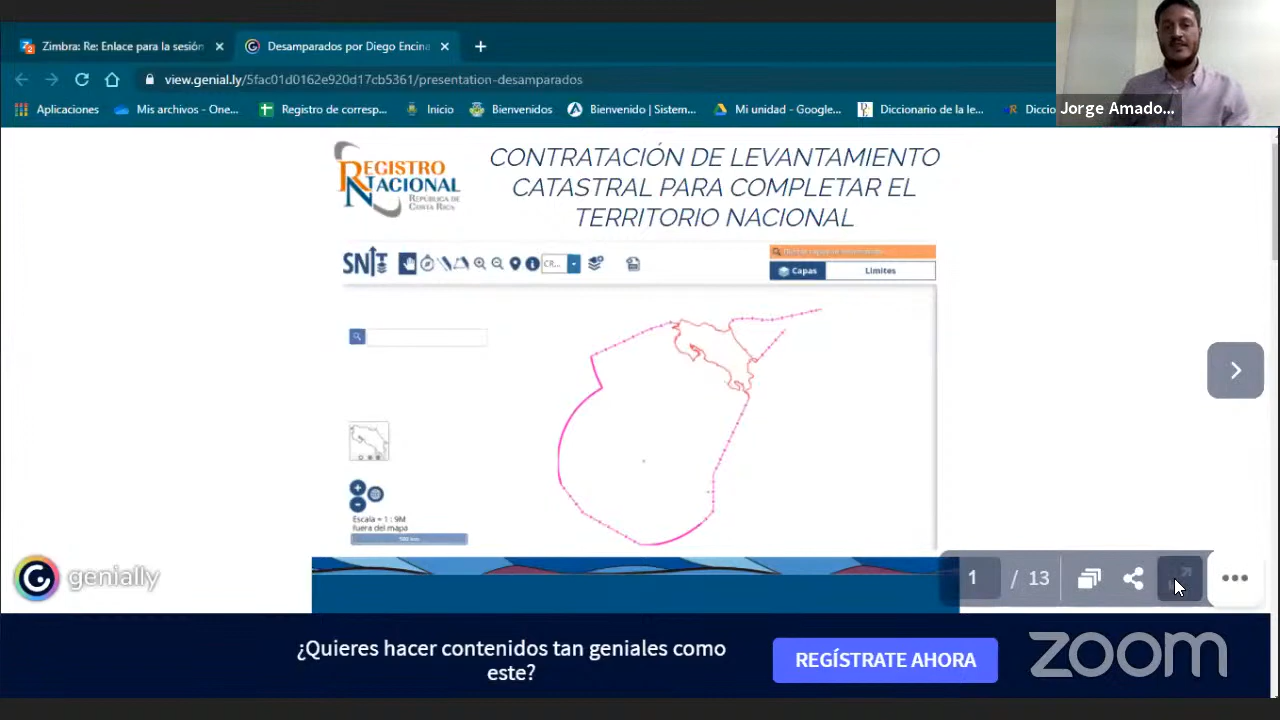 Zimbra: Re: Enlace para la sesión
Desamparados por Diego Encina
view.genial.ly/5fac01d0162e920d17cb5361/presentation-desamparados
Aplicaciones
Mis archivos - One...
Registro de corresp...
Inicio
Bienvenidos
Bienvenido | Sistem...
Mi unidad - Google...
Diccionario de la le...
Dicci
Jorge Amado...
REGISTRO
NACIONAL
REPÚBLICA DE
COSTA RICA
CONTRATACIÓN DE LEVANTAMIENTO
CATASTRAL PARA COMPLETAR EL
TERRITORIO NACIONAL
SNIT
CR...
Capas
Limites
Escala = 1 : 9M
fuera del mapa
genially
1 / 13
¿Quieres hacer contenidos tan geniales como
este?
REGÍSTRATE AHORA
zoom